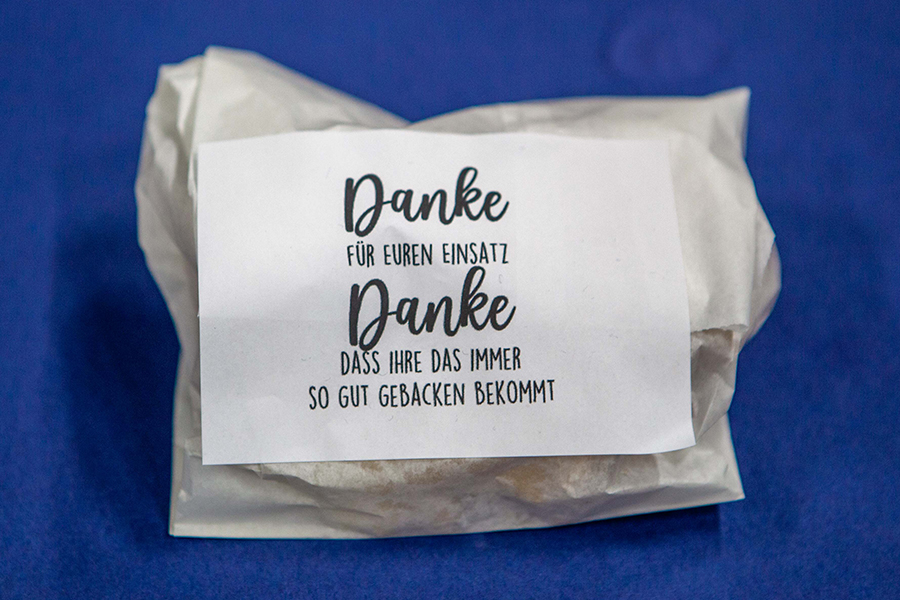 Danke
FÜR EUREN EINSATZ
Danke
DASS IHRE DAS IMMER
SO GUT GEBACKEN BEKOMMT